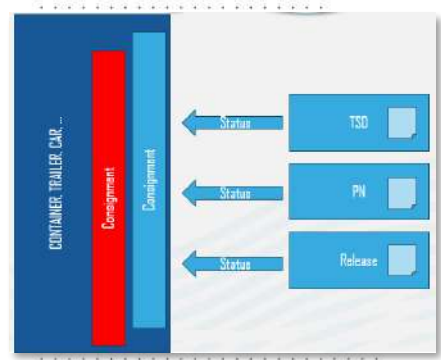 CONTAINER, TRAILER, CAR, ...
Consignment
Consignment
Status
TSD
Status
PN
Status
Release